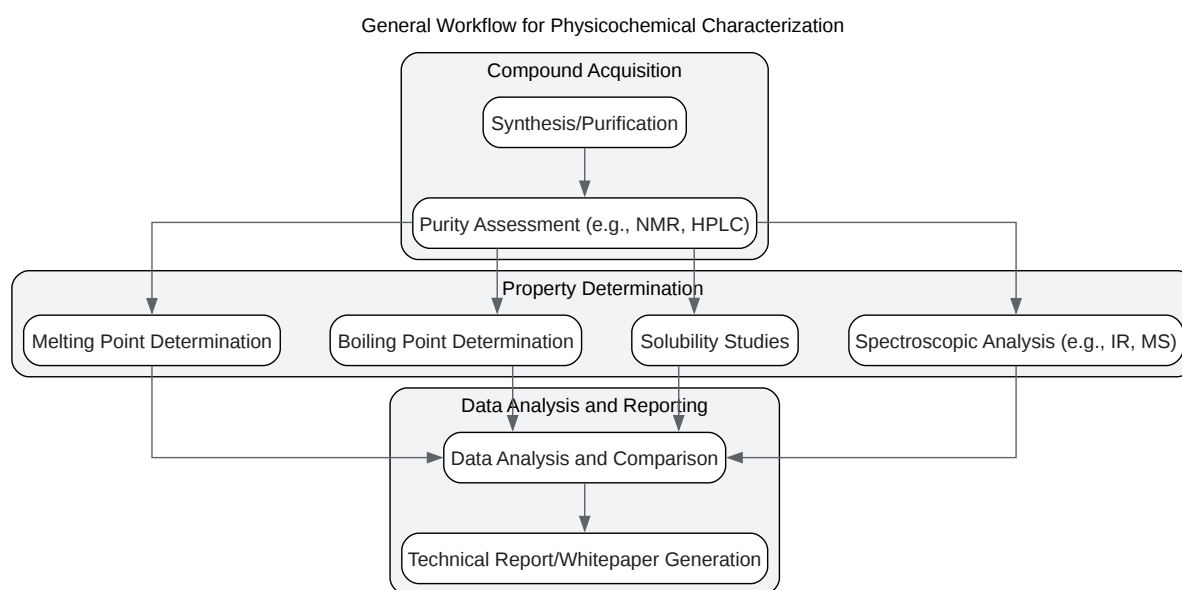 General Workflow for Physicochemical Characterization
Compound Acquisition
Synthesis/Purification
Purity Assessment (e.g., NMR, HPLC)
Property Determination
Melting Point Determination
Boiling Point Determination
Solubility Studies
Spectroscopic Analysis (e.g., IR, MS)
Data Analysis and Reporting
Data Analysis and Comparison
Technical Report/Whitepaper Generation